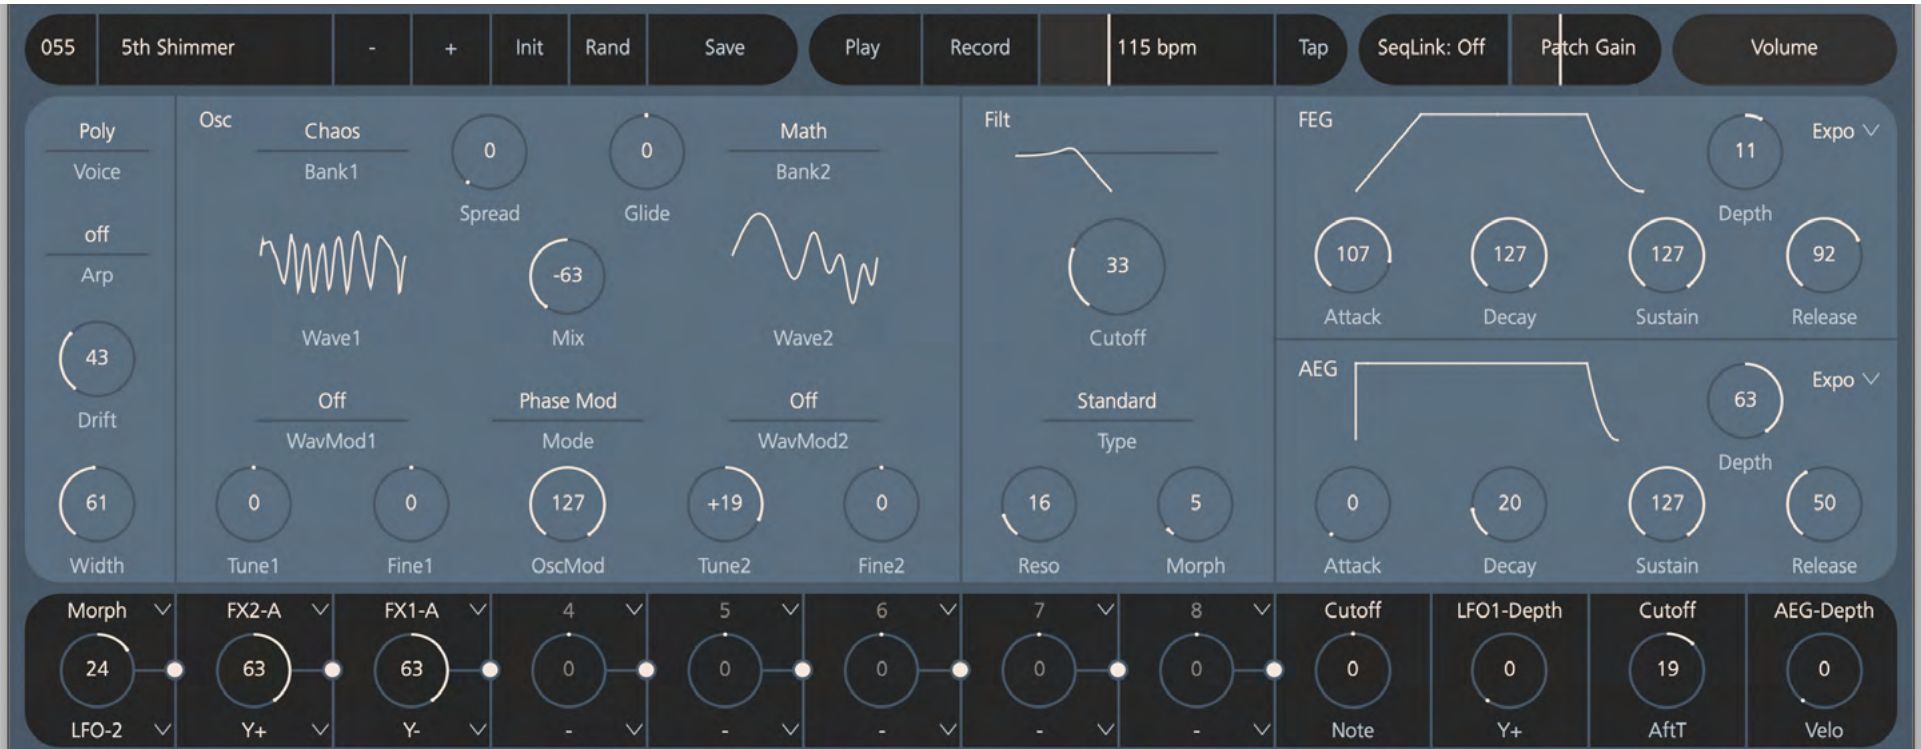 055 5th Shimmer - + Init Rand Save Play Record 115 bpm Tap SeqLink: Off Patch Gain Volume
Poly
Voice
off
Arp
43
Drift
61
Width
Osc
Chaos
Bank1
0
Spread
0
Glide
Math
Bank2
Wave1
-63
Mix
Wave2
Off
WavMod1
Phase Mod
Mode
Off
WavMod2
0
Tune1
0
Fine1
127
OscMod
+19
Tune2
0
Fine2
Filt
33
Cutoff
Standard
Type
16
Reso
5
Morph
FEG
11
Depth
Expo
107
Attack
127
Decay
127
Sustain
92
Release
AEG
63
Depth
Expo
0
Attack
20
Decay
127
Sustain
50
Release
Morph
24
LFO-2
FX2-A
63
Y+
FX1-A
63
Y-
4
0
-
5
0
-
6
0
-
7
0
-
8
0
-
Cutoff
0
Note
LFO1-Depth
0
Y+
Cutoff
19
AftT
AEG-Depth
0
Velo